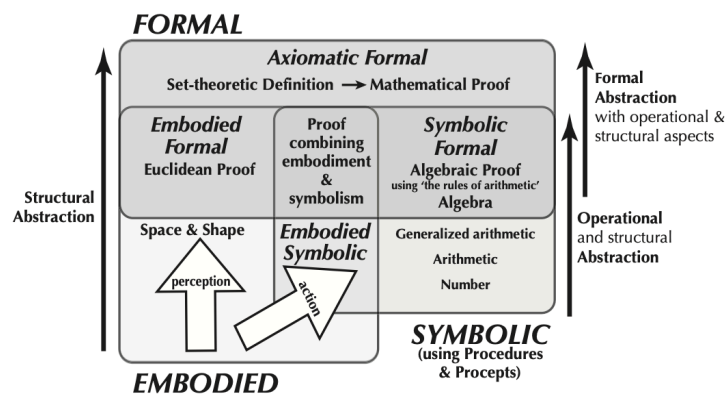 FORMAL
Axiomatic Formal
Set-theoretic Definition → Mathematical Proof
Embodied
Formal
Euclidean Proof
Proof
combining
embodiment
&
symbolism
Symbolic
Formal
Algebraic Proof
using ‘the rules of arithmetic’
Algebra
Space & Shape
Embodied
Symbolic
Generalized arithmetic
Arithmetic
Number
perception
action
SYMBOLIC
(using Procedures
& Procepts)
EMBODIED
Structural
Abstraction
Formal
Abstraction
with operational &
structural aspects
Operational
and structural
Abstraction